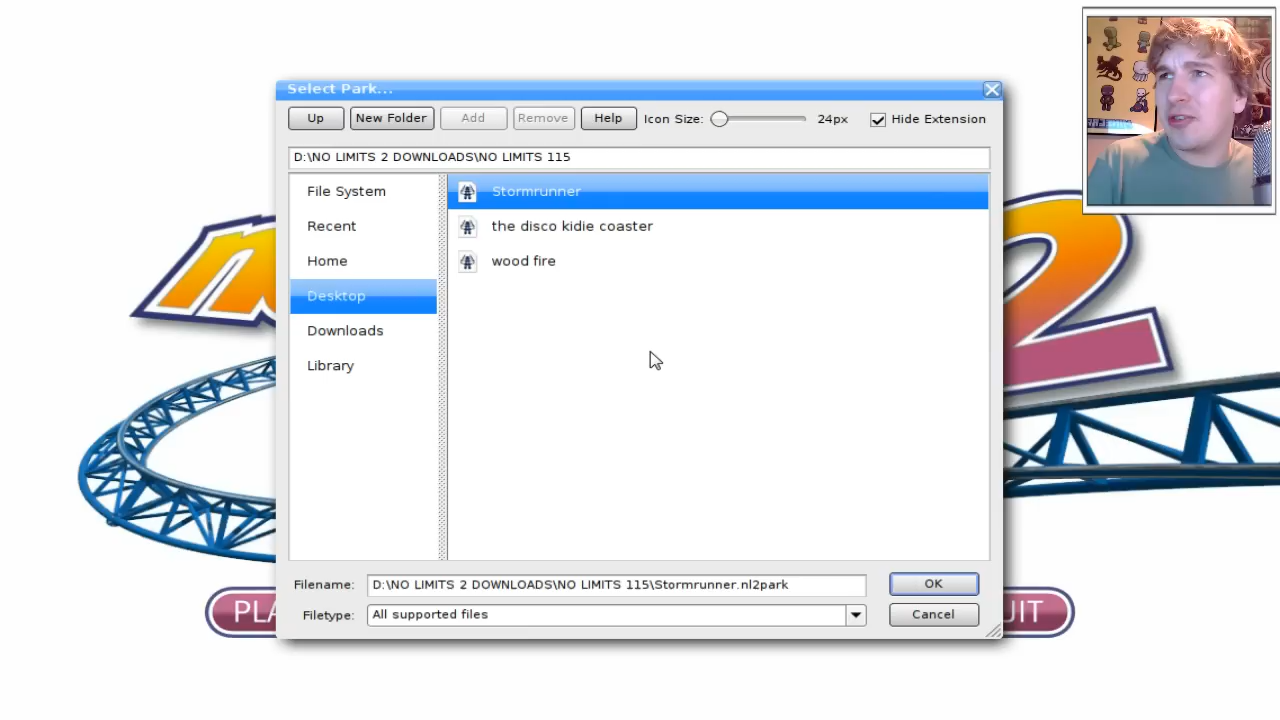 Select Park...
Up New Folder Add Remove Help Icon Size: 24px Hide Extension
D:\NO LIMITS 2 DOWNLOADS\NO LIMITS 115
File System
Recent
Home
Desktop
Downloads
Library
Stormrunner
the disco kidie coaster
wood fire
2
Filename: D:\NO LIMITS 2 DOWNLOADS\NO LIMITS 115\Stormrunner.nl2park OK
Filetype: All supported files Cancel